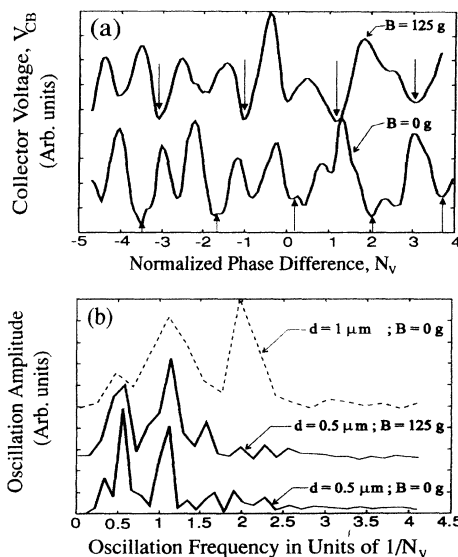 (a)
Collector Voltage, V_CB
(Arb. units)
B = 125 g
B = 0 g
-5 -4 -3 -2 -1 0 1 2 3 4
Normalized Phase Difference, N_V
(b)
Oscillation Amplitude
(Arb. units)
d = 1 µm ; B = 0g
d = 0.5 µm ; B = 125 g
d = 0.5 µm ; B = 0 g
0 0.5 1 1.5 2 2.5 3 3.5 4 4.5
Oscillation Frequency in Units of 1/N_V